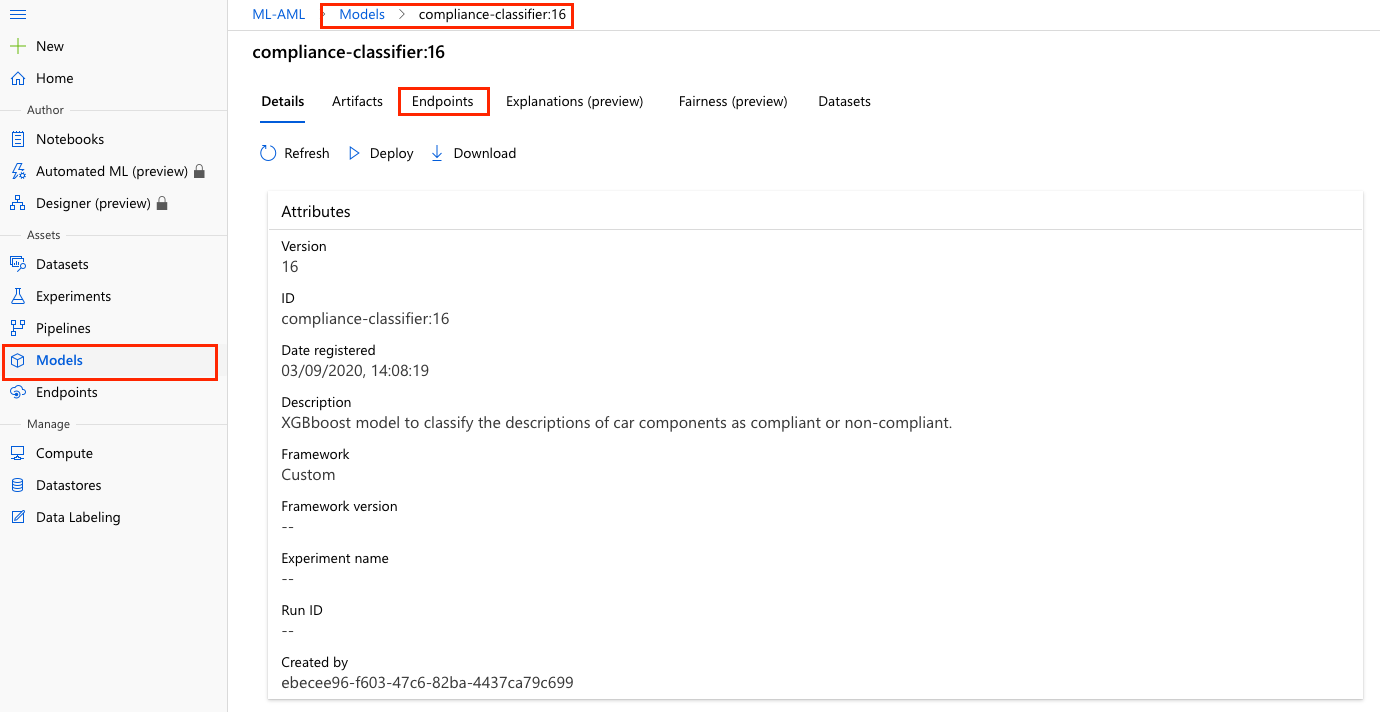 New
Home
Author
Notebooks
Automated ML (preview)
Designer (preview)
Assets
Datasets
Experiments
Pipelines
Models
Endpoints
Manage
Compute
Datastores
Data Labeling
ML-AML > Models > compliance-classifier:16
compliance-classifier:16
Details Artifacts Endpoints Explanations (preview) Fairness (preview) Datasets
Refresh Deploy Download
Attributes
Version
16
ID
compliance-classifier:16
Date registered
03/09/2020, 14:08:19
Description
XGBboost model to classify the descriptions of car components as compliant or non-compliant.
Framework
Custom
Framework version
--
Experiment name
--
Run ID
--
Created by
ebecee96-f603-47c6-82ba-4437ca79c699